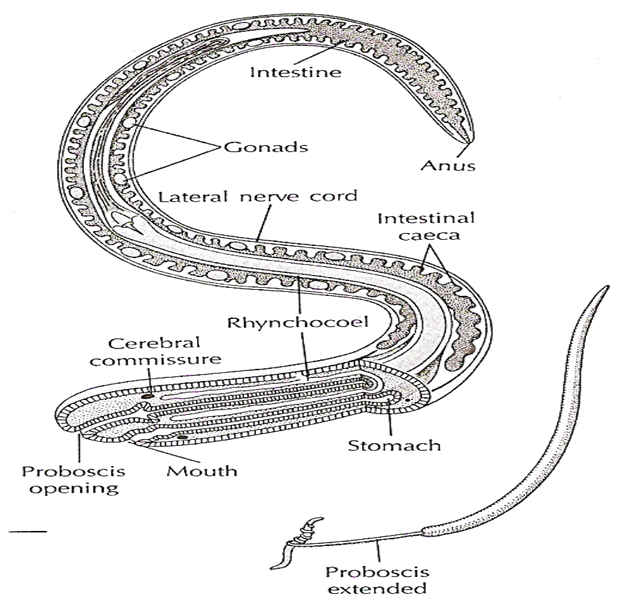 Intestine
Gonads
Anus
Lateral nerve cord
Intestinal
caeca
Rhynchocoel
Cerebral
commissure
Stomach
Proboscis
opening
Mouth
Proboscis
extended